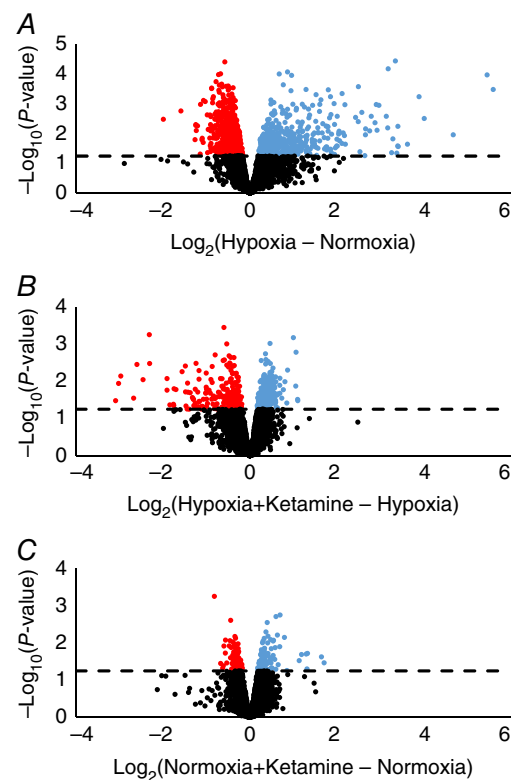 A
–Log10(P-value)
5
4
3
2
1
0
–4 –2 0 2 4 6
Log2(Hypoxia – Normoxia)
B
–Log10(P-value)
4
3
2
1
0
–4 –2 0 2 4 6
Log2(Hypoxia+Ketamine – Hypoxia)
C
–Log10(P-value)
4
3
2
1
0
–4 –2 0 2 4 6
Log2(Normoxia+Ketamine – Normoxia)